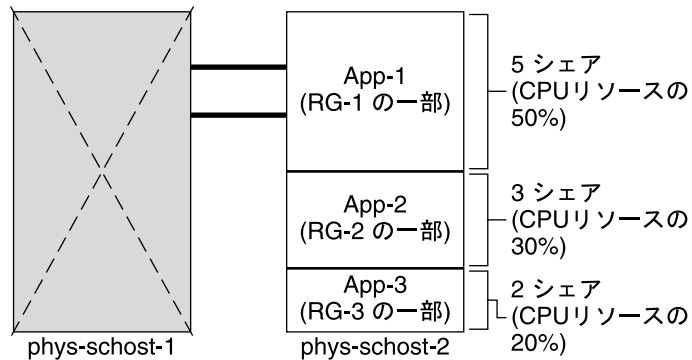 App-1
(RG-1 の一部)
5 シェア
(CPUリソースの
50%)
App-2
(RG-2 の一部)
3 シェア
(CPUリソースの
30%)
App-3
(RG-3 の一部)
2 シェア
(CPUリソースの
20%)
phys-schost-1
phys-schost-2